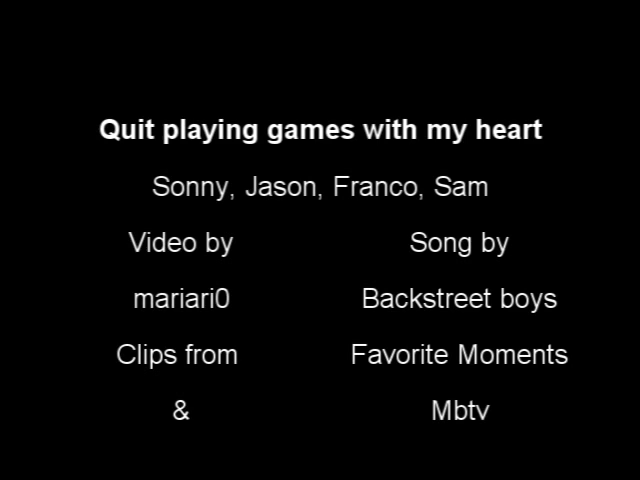 Quit playing games with my heart
Sonny, Jason, Franco, Sam
Video by Song by
mariari0 Backstreet boys
Clips from Favorite Moments
& Mbtv